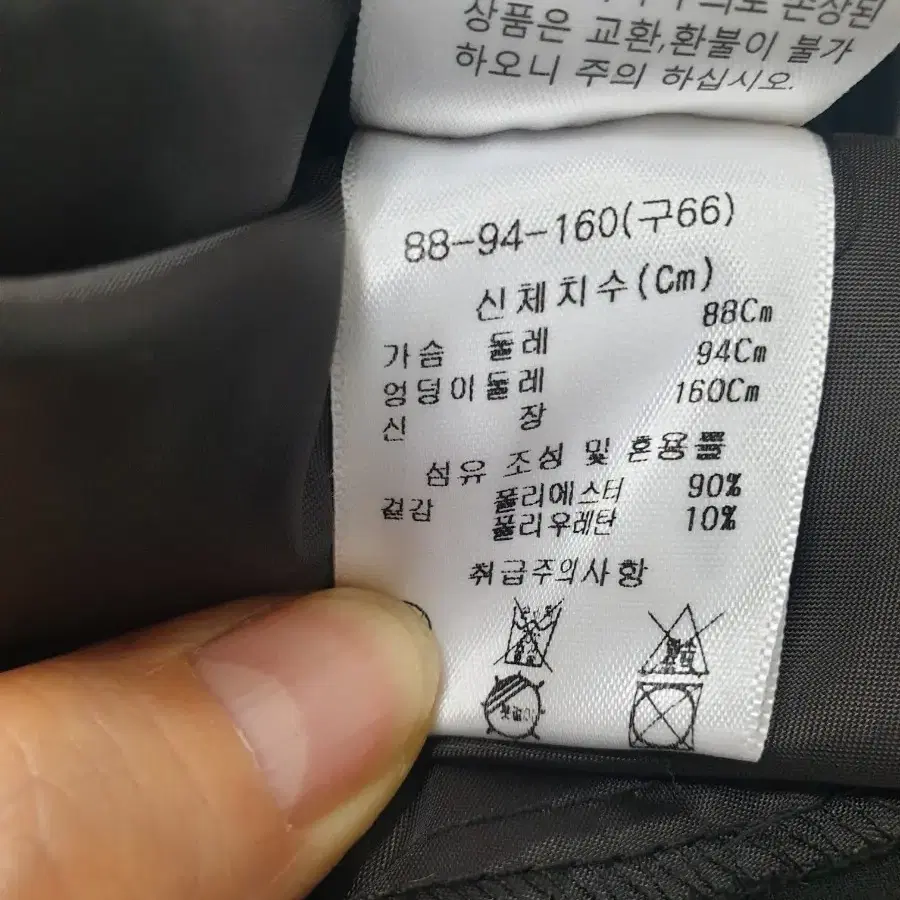 손상된
상품은 교환,환불이 불가
하오니 주의 하십시오.
88-94-160(구66)
신체치수(Cm)
가슴 둘레 88Cm
엉덩이둘레 94Cm
신 장 160Cm
섬유 조성 및 혼용률
겉감 폴리에스터 90%
폴리우레탄 10%
취급주의사항